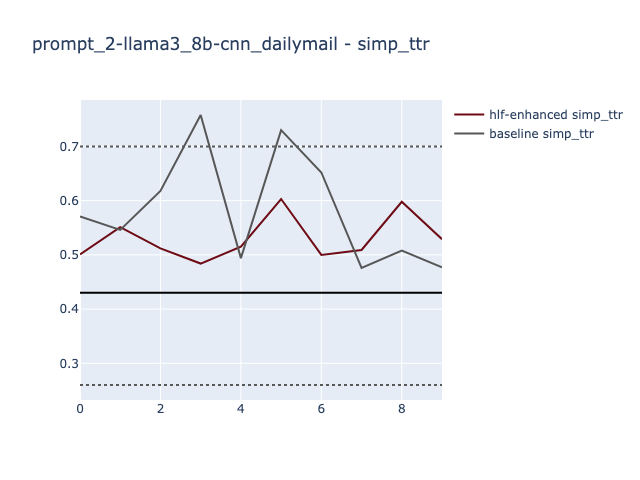 prompt_2-llama3_8b-cnn_dailymail - simp_ttr
hlf-enhanced simp_ttr
baseline simp_ttr
0.7
0.6
0.5
0.4
0.3
0 2 4 6 8